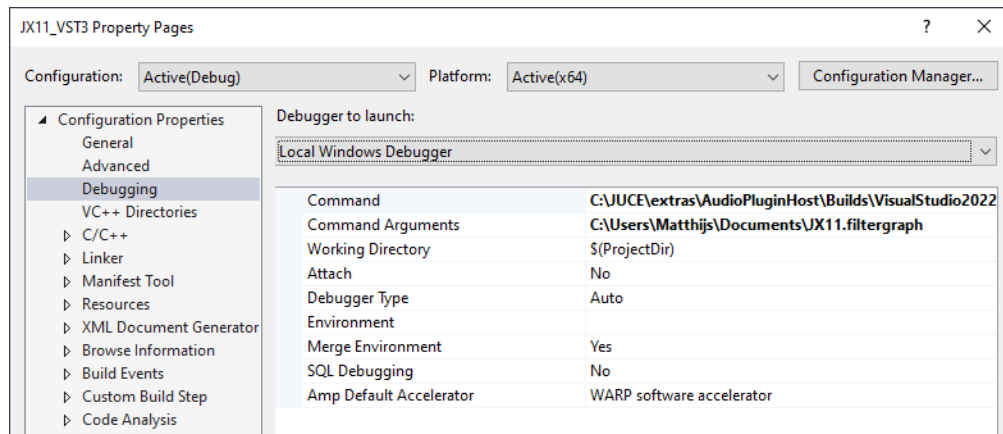 JX11_VST3 Property Pages ? ×
Configuration: Active(Debug) Platform: Active(x64) Configuration Manager...
Configuration Properties
General
Advanced
Debugging
VC++ Directories
C/C++
Linker
Manifest Tool
Resources
XML Document Generator
Browse Information
Build Events
Custom Build Step
Code Analysis
Debugger to launch:
Local Windows Debugger
Command C:\JUCE\extras\AudioPluginHost\Builds\VisualStudio2022
Command Arguments C:\Users\Matthijs\Documents\JX11.filtergraph
Working Directory $(ProjectDir)
Attach No
Debugger Type Auto
Environment
Merge Environment Yes
SQL Debugging No
Amp Default Accelerator WARP software accelerator